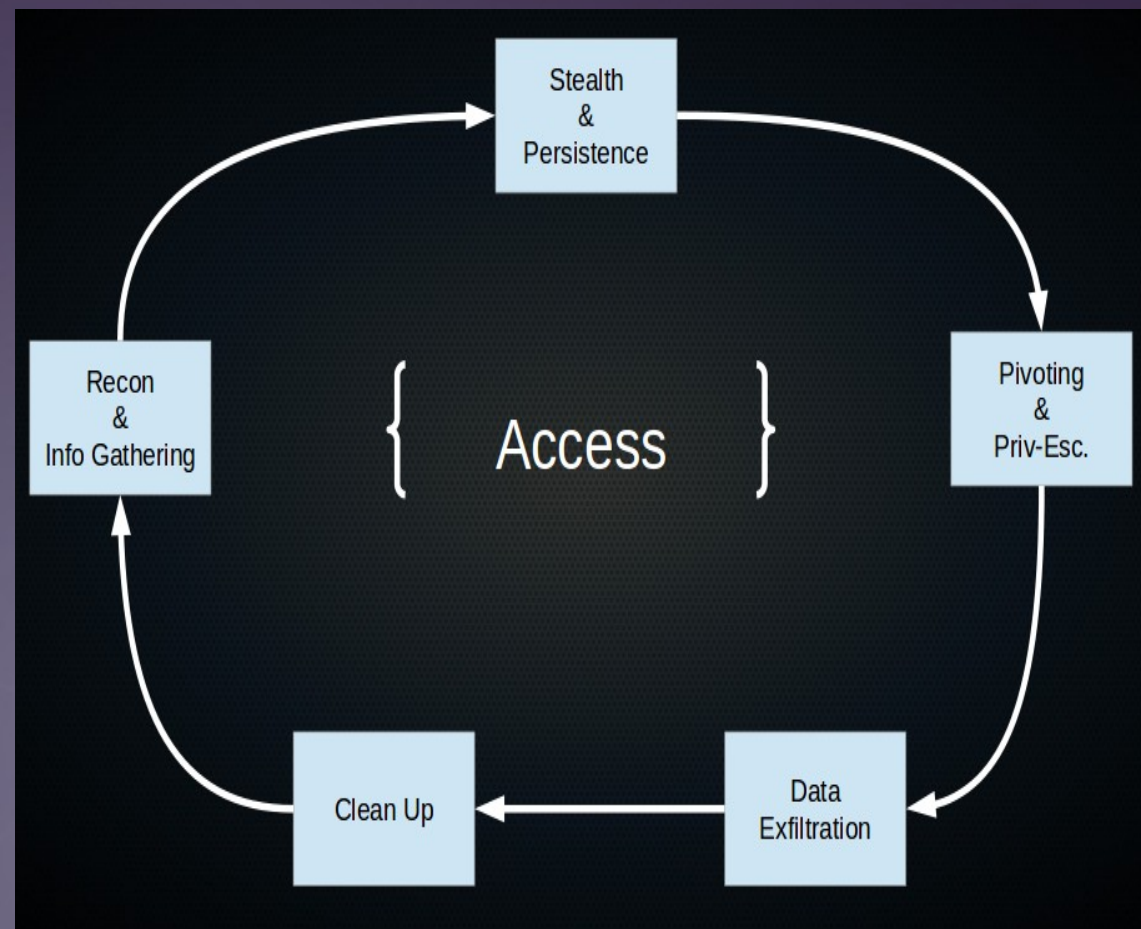 Stealth
&
Persistence
Recon
&
Info Gathering
{ Access }
Pivoting
&
Priv-Esc.
Clean Up
Data
Exfiltration